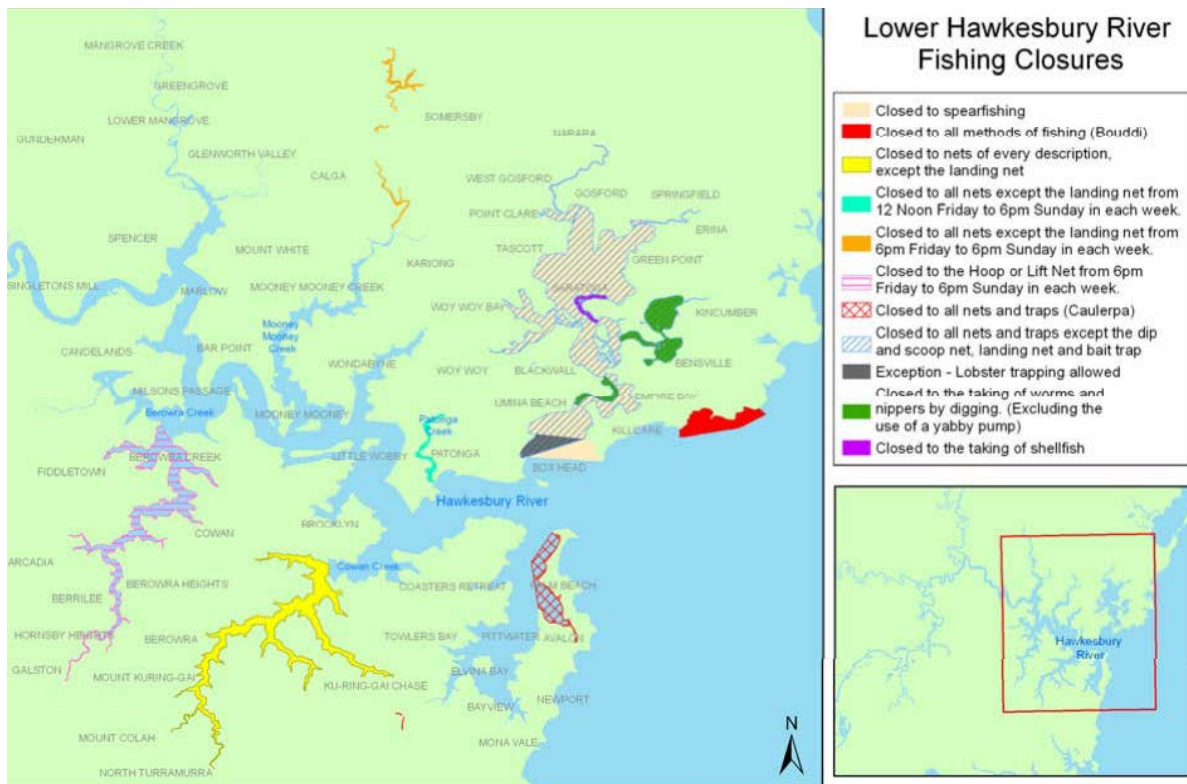 Lower Hawkesbury River
Fishing Closures
Closed to spearfishing
Closed to all methods of fishing (Bouddi)
Closed to nets of every description,
except the landing net
Closed to all nets except the landing net from
12 Noon Friday to 6pm Sunday in each week.
Closed to all nets except the landing net from
6pm Friday to 6pm Sunday in each week.
Closed to the Hoop or Lift Net from 6pm
Friday to 6pm Sunday in each week.
Closed to all nets and traps (Caulerpa)
Closed to all nets and traps except the dip
and scoop net, landing net and bait trap
Exception - Lobster trapping allowed
Closed to the taking of worms and
nippers by digging. (Excluding the
use of a yabby pump)
Closed to the taking of shellfish
MANGROVE CREEK
GREENGROVE
LOWER MANGROVE
GUNDERMAN
GLENWORTH VALLEY
SOMERSBY
NARARA
CALGA
WEST GOSFORD
GOSFORD
SPRINGFIELD
POINT CLARE
ERINA
SPENCER
MOUNT WHITE
TASCOTT
GREEN POINT
KARIONG
SINGLETONS MILL
MARLOW
MOONEY MOONEY CREEK
SARATOGA
WOY WOY BAY
KINCUMBER
Mooney
Mooney
Creek
CANOELANDS
BAR POINT
WONDABYNE
WOY WOY
BLACKWALL
BENSVILLE
MILSONS PASSAGE
Berowra Creek
MOONEY MOONEY
UMINA BEACH
Patonga
Creek
KILLCARE
FIDDLETOWN
BEROWRA CREEK
LITTLE WOBBY
PATONGA
BOX HEAD
Hawkesbury River
BROOKLYN
COWAN
ARCADIA
Cowan Creek
BEROWRA HEIGHTS
COASTERS RETREAT
PALM BEACH
BERRILEE
HORNSBY HEIGHTS
BEROWRA
TOWLERS BAY
PITTWATER
AVALON
GALSTON
MOUNT KURING-GAI
ELVINA BAY
KU-RING-GAI CHASE
NEWPORT
BAYVIEW
MOUNT COLAH
MONA VALE
NORTH TURRAMURRA
N
Hawkesbury
River